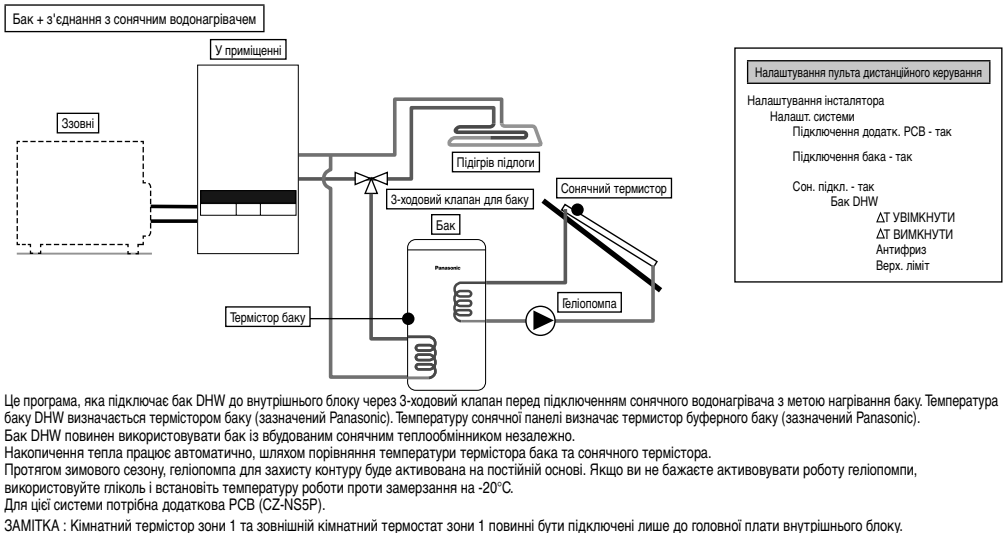 Бак + з'єднання з сонячним водонагрівачем
У приміщенні
Ззовні
Підігрів підлоги
3-ходовий клапан для баку
Сонячний термистор
Бак
Panasonic
Геліопомпа
Термістор баку
Налаштування пульта дистанційного керування
Налаштування інсталятора
Налашт. системи
Підключення додатк. PCB - так
Підключення бака - так
Сон. підкл. - так
Бак DHW
ΔT УВІМКНУТИ
ΔT ВИМКНУТИ
Антифриз
Верх. ліміт
Це програма, яка підключає бак DHW до внутрішнього блоку через 3-ходовий клапан перед підключенням сонячного водонагрівача з метою нагрівання баку. Температура
баку DHW визначається термістором баку (зазначений Panasonic). Температуру сонячної панелі визначає термистор буферного баку (зазначений Panasonic).
Бак DHW повинен використовувати бак із вбудованим сонячним теплообмінником незалежно.
Накопичення тепла працює автоматично, шляхом порівняння температури термістора бака та сонячного термістора.
Протягом зимового сезону, геліопомпа для захисту контуру буде активована на постійній основі. Якщо ви не бажаєте активовувати роботу геліопомпи,
використовуйте гліколь і встановіть температуру роботи проти замерзання на -20°C.
Для цієї системи потрібна додаткова PCB (CZ-NS5P).
ЗАМІТКА : Кімнатний термістор зони 1 та зовнішній кімнатний термостат зони 1 повинні бути підключені лише до головної плати внутрішнього блоку.